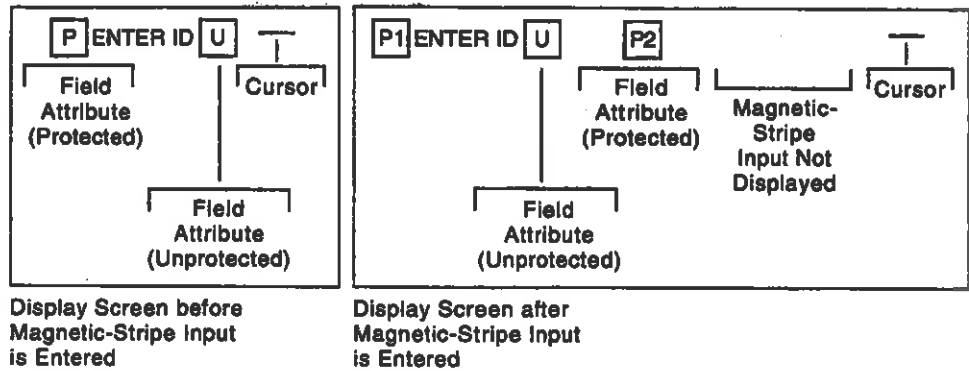 P ENTER ID U
Field
Attribute
(Protected)
Cursor
Field
Attribute
(Unprotected)
Display Screen before
Magnetic-Stripe Input
is Entered
P1 ENTER ID U P2
Field
Attribute
(Protected)
Magnetic-
Stripe
Input Not
Displayed
Cursor
Field
Attribute
(Unprotected)
Display Screen after
Magnetic-Stripe Input
is Entered